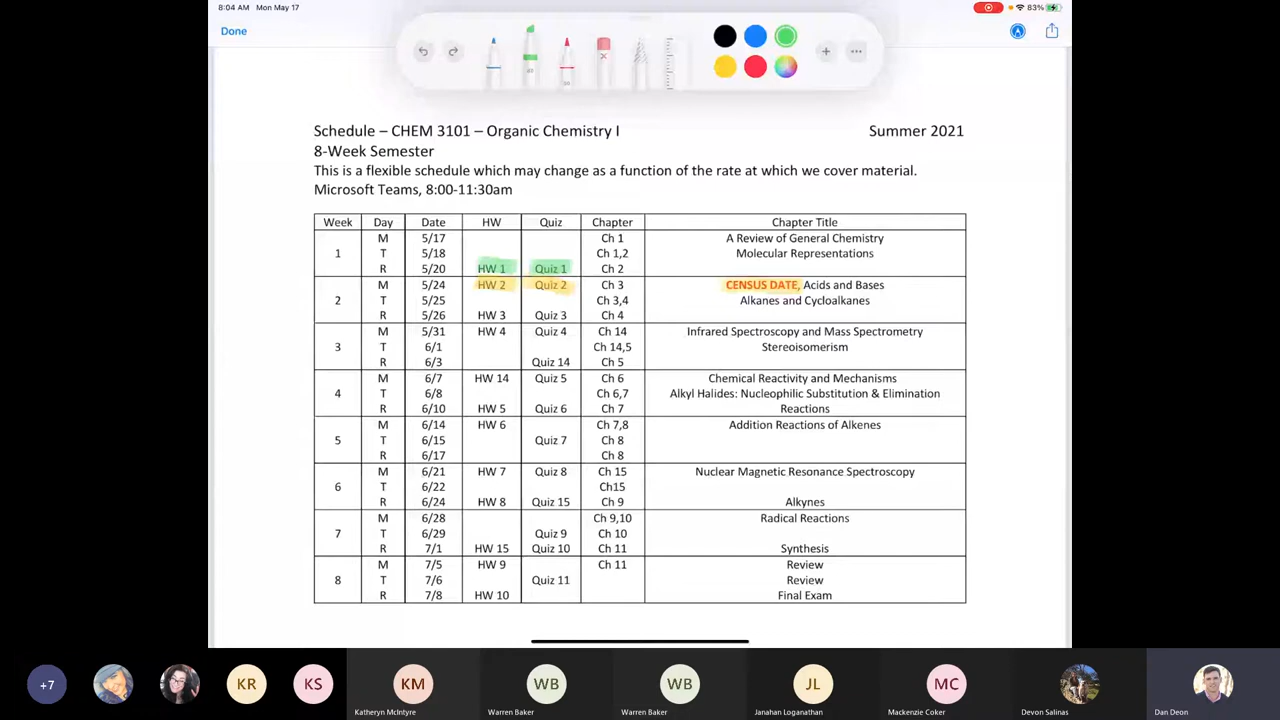 8:04 AM Mon May 17
83%
Done
Schedule – CHEM 3101 – Organic Chemistry I Summer 2021
8-Week Semester
This is a flexible schedule which may change as a function of the rate at which we cover material.
Microsoft Teams, 8:00-11:30am
Week Day Date HW Quiz Chapter Chapter Title
M 5/17 Ch 1 A Review of General Chemistry
1 T 5/18 Ch 1,2 Molecular Representations
R 5/20 HW 1 Quiz 1 Ch 2
M 5/24 HW 2 Quiz 2 Ch 3 CENSUS DATE, Acids and Bases
2 T 5/25 Ch 3,4 Alkanes and Cycloalkanes
R 5/26 HW 3 Quiz 3 Ch 4
M 5/31 HW 4 Quiz 4 Ch 14 Infrared Spectroscopy and Mass Spectrometry
3 T 6/1 Ch 14,5 Stereoisomerism
R 6/3 Quiz 14 Ch 5
M 6/7 HW 14 Quiz 5 Ch 6 Chemical Reactivity and Mechanisms
4 T 6/8 Ch 6,7 Alkyl Halides: Nucleophilic Substitution & Elimination
R 6/10 HW 5 Quiz 6 Ch 7 Reactions
M 6/14 HW 6 Ch 7,8 Addition Reactions of Alkenes
5 T 6/15 Quiz 7 Ch 8
R 6/17 Ch 8
M 6/21 HW 7 Quiz 8 Ch 15 Nuclear Magnetic Resonance Spectroscopy
6 T 6/22 Ch15
R 6/24 HW 8 Quiz 15 Ch 9 Alkynes
M 6/28 Ch 9,10 Radical Reactions
7 T 6/29 Quiz 9 Ch 10
R 7/1 HW 15 Quiz 10 Ch 11 Synthesis
M 7/5 HW 9 Ch 11 Review
8 T 7/6 Quiz 11 Review
R 7/8 HW 10 Final Exam
+7 KR KS KM WB WB JL MC
Katheryn McIntyre Warren Baker Warren Baker Janahan Loganathan Mackenzie Coker Devon Salinas Dan Deon